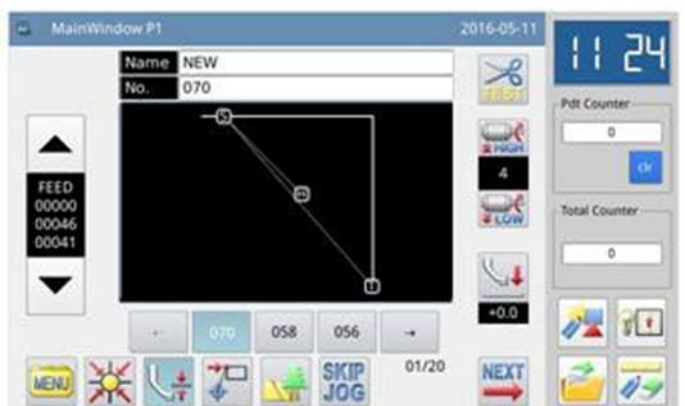 MainWindow P1
2016-05-11
11 24
Name NEW
No. 070
TEST
HIGH
4
LOW
+0.0
FEED
00000
00046
00041
S
T
Pdt Counter
0
clr
Total Counter
0
← 070 058 056 →
01/20
MENU
SKIP
JOG
NEXT